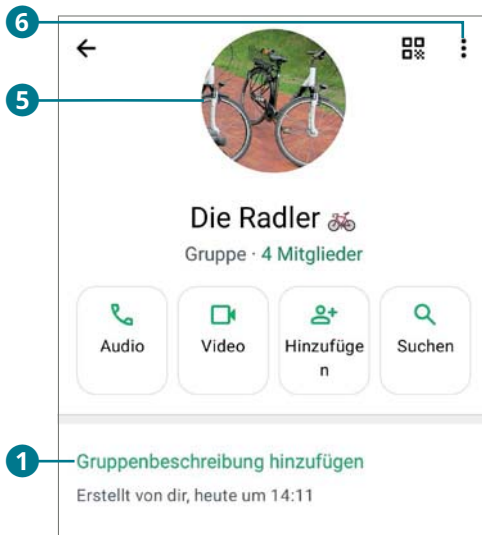 6
5
Die Radler 🚲
Gruppe · 4 Mitglieder
Audio
Video
Hinzufüge
n
Suchen
1
Gruppenbeschreibung hinzufügen
Erstellt von dir, heute um 14:11